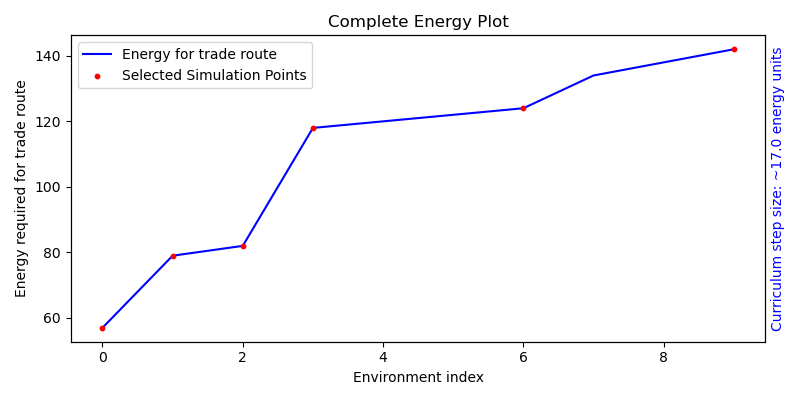 Complete Energy Plot
Energy for trade route
Selected Simulation Points
Energy required for trade route
140
120
100
80
60
0
2
4
6
8
Environment index
Curriculum step size: ~17.0 energy units